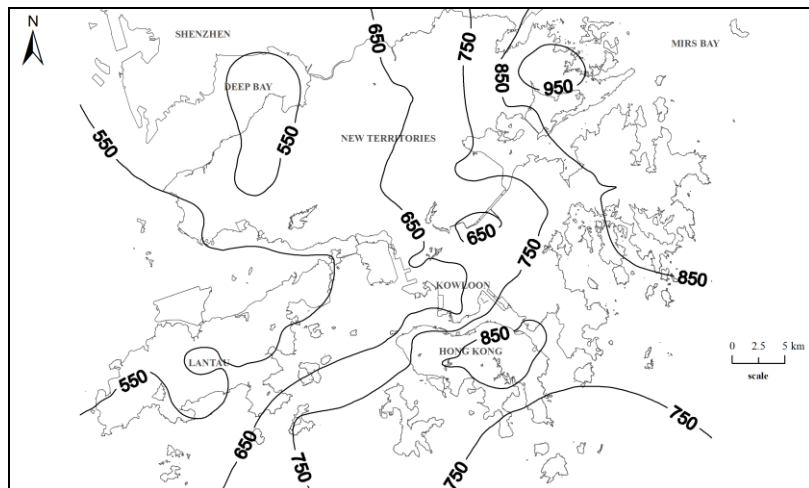 N
SHENZHEN
MIRS BAY
650
750
850
950
DEEP BAY
550
550
NEW TERRITORIES
650
650
750
850
KOWLOON
850
HONG KONG
LANTAU
550
0 2.5 5 km
scale
650
750
750
750